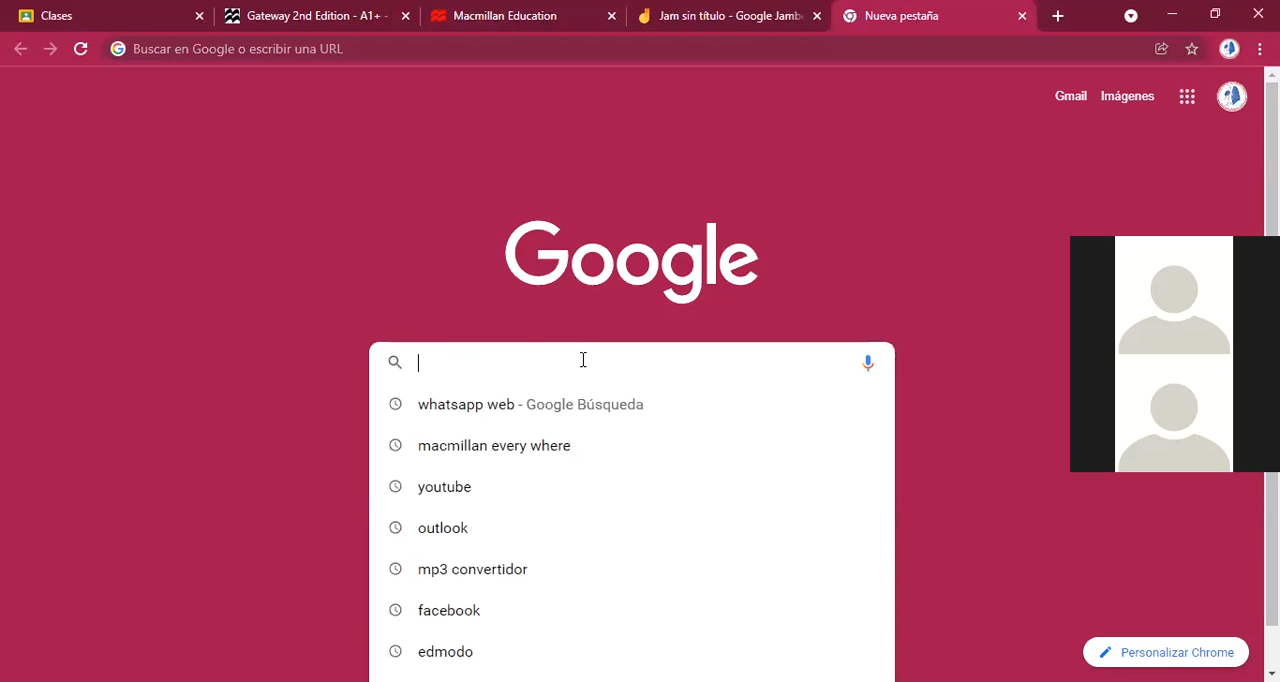 Clases
Gateway 2nd Edition - A1+ -
Macmillan Education
Jam sin título - Google Jamb
Nueva pestaña
Buscar en Google o escribir una URL
Gmail Imágenes
Google
whatsapp web - Google Búsqueda
macmillan every where
youtube
outlook
mp3 convertidor
facebook
edmodo
Personalizar Chrome